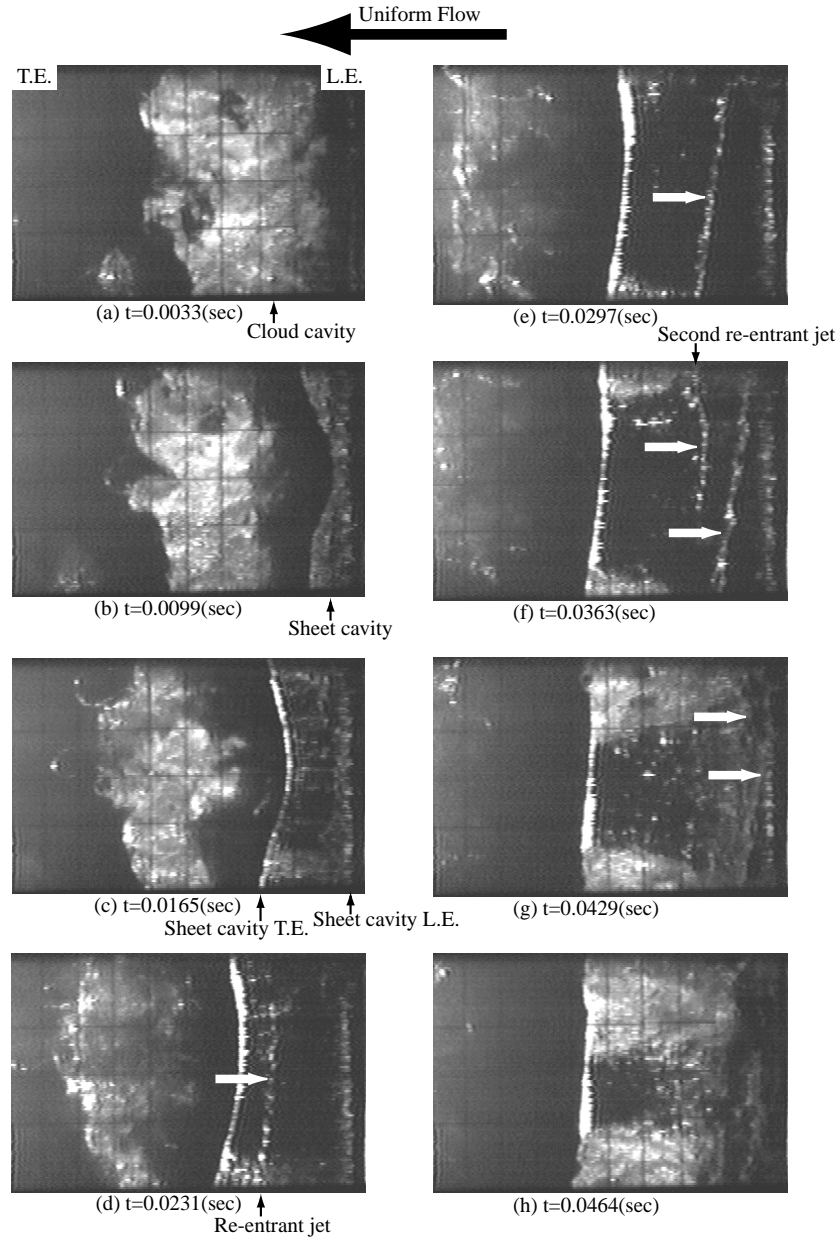 Uniform Flow
T.E.
L.E.
(a) t=0.0033(sec)
Cloud cavity
(b) t=0.0099(sec)
Sheet cavity
(c) t=0.0165(sec)
Sheet cavity T.E.
Sheet cavity L.E.
(d) t=0.0231(sec)
Re-entrant jet
(e) t=0.0297(sec)
Second re-entrant jet
(f) t=0.0363(sec)
(g) t=0.0429(sec)
(h) t=0.0464(sec)